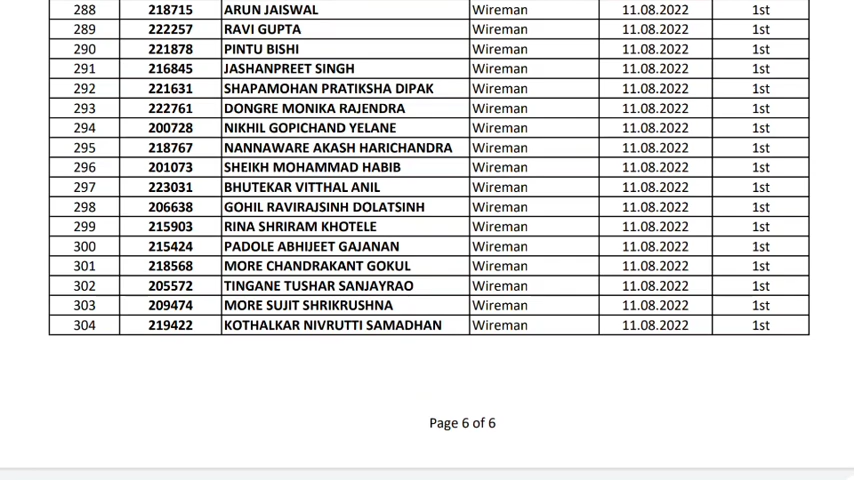 288 218715 ARUN JAISWAL Wireman 11.08.2022 1st
289 222257 RAVI GUPTA Wireman 11.08.2022 1st
290 221878 PINTU BISHI Wireman 11.08.2022 1st
291 216845 JASHANPREET SINGH Wireman 11.08.2022 1st
292 221631 SHAPAMOHAN PRATIKSHA DIPAK Wireman 11.08.2022 1st
293 222761 DONGRE MONIKA RAJENDRA Wireman 11.08.2022 1st
294 200728 NIKHIL GOPICHAND YELANE Wireman 11.08.2022 1st
295 218767 NANNAWARE AKASH HARICHANDRA Wireman 11.08.2022 1st
296 201073 SHEIKH MOHAMMAD HABIB Wireman 11.08.2022 1st
297 223031 BHUTEKAR VITTHAL ANIL Wireman 11.08.2022 1st
298 206638 GOHIL RAVIRAJSINH DOLATSINH Wireman 11.08.2022 1st
299 215903 RINA SHRIRAM KHOTELE Wireman 11.08.2022 1st
300 215424 PADOLE ABHIJEET GAJANAN Wireman 11.08.2022 1st
301 218568 MORE CHANDRAKANT GOKUL Wireman 11.08.2022 1st
302 205572 TINGANE TUSHAR SANJAYRAO Wireman 11.08.2022 1st
303 209474 MORE SUJIT SHRIKRUSHNA Wireman 11.08.2022 1st
304 219422 KOTHALKAR NIVRUTTI SAMADHAN Wireman 11.08.2022 1st
Page 6 of 6